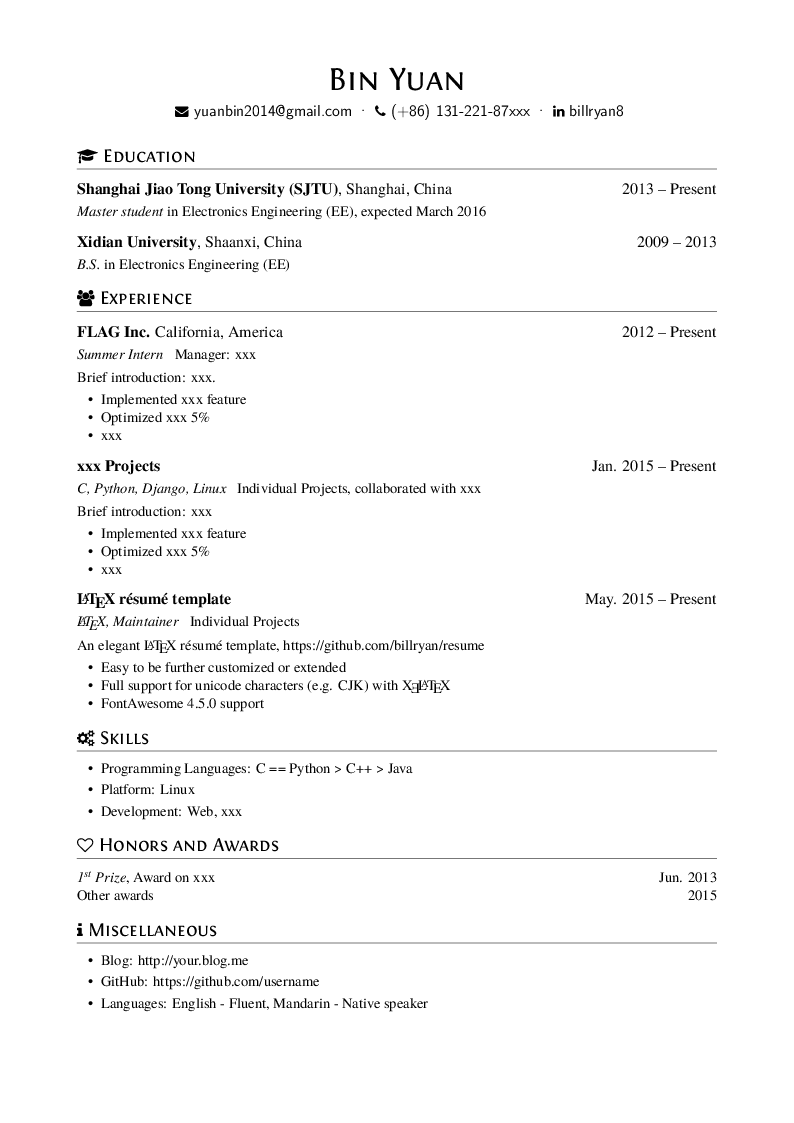 Bin Yuan
yuanbin2014@gmail.com · (+86) 131-221-87xxx · billryan8
Education
Shanghai Jiao Tong University (SJTU), Shanghai, China 2013 – Present
Master student in Electronics Engineering (EE), expected March 2016
Xidian University, Shaanxi, China 2009 – 2013
B.S. in Electronics Engineering (EE)
Experience
FLAG Inc. California, America 2012 – Present
Summer Intern Manager: xxx
Brief introduction: xxx.
• Implemented xxx feature
• Optimized xxx 5%
• xxx
xxx Projects Jan. 2015 – Present
C, Python, Django, Linux Individual Projects, collaborated with xxx
Brief introduction: xxx
• Implemented xxx feature
• Optimized xxx 5%
• xxx
LATEX résumé template May. 2015 – Present
LATEX, Maintainer Individual Projects
An elegant LATEX résumé template, https://github.com/billryan/resume
• Easy to be further customized or extended
• Full support for unicode characters (e.g. CJK) with XƎLATEX
• FontAwesome 4.5.0 support
Skills
• Programming Languages: C == Python > C++ > Java
• Platform: Linux
• Development: Web, xxx
Honors and Awards
1st Prize, Award on xxx Jun. 2013
Other awards 2015
Miscellaneous
• Blog: http://your.blog.me
• GitHub: https://github.com/username
• Languages: English - Fluent, Mandarin - Native speaker